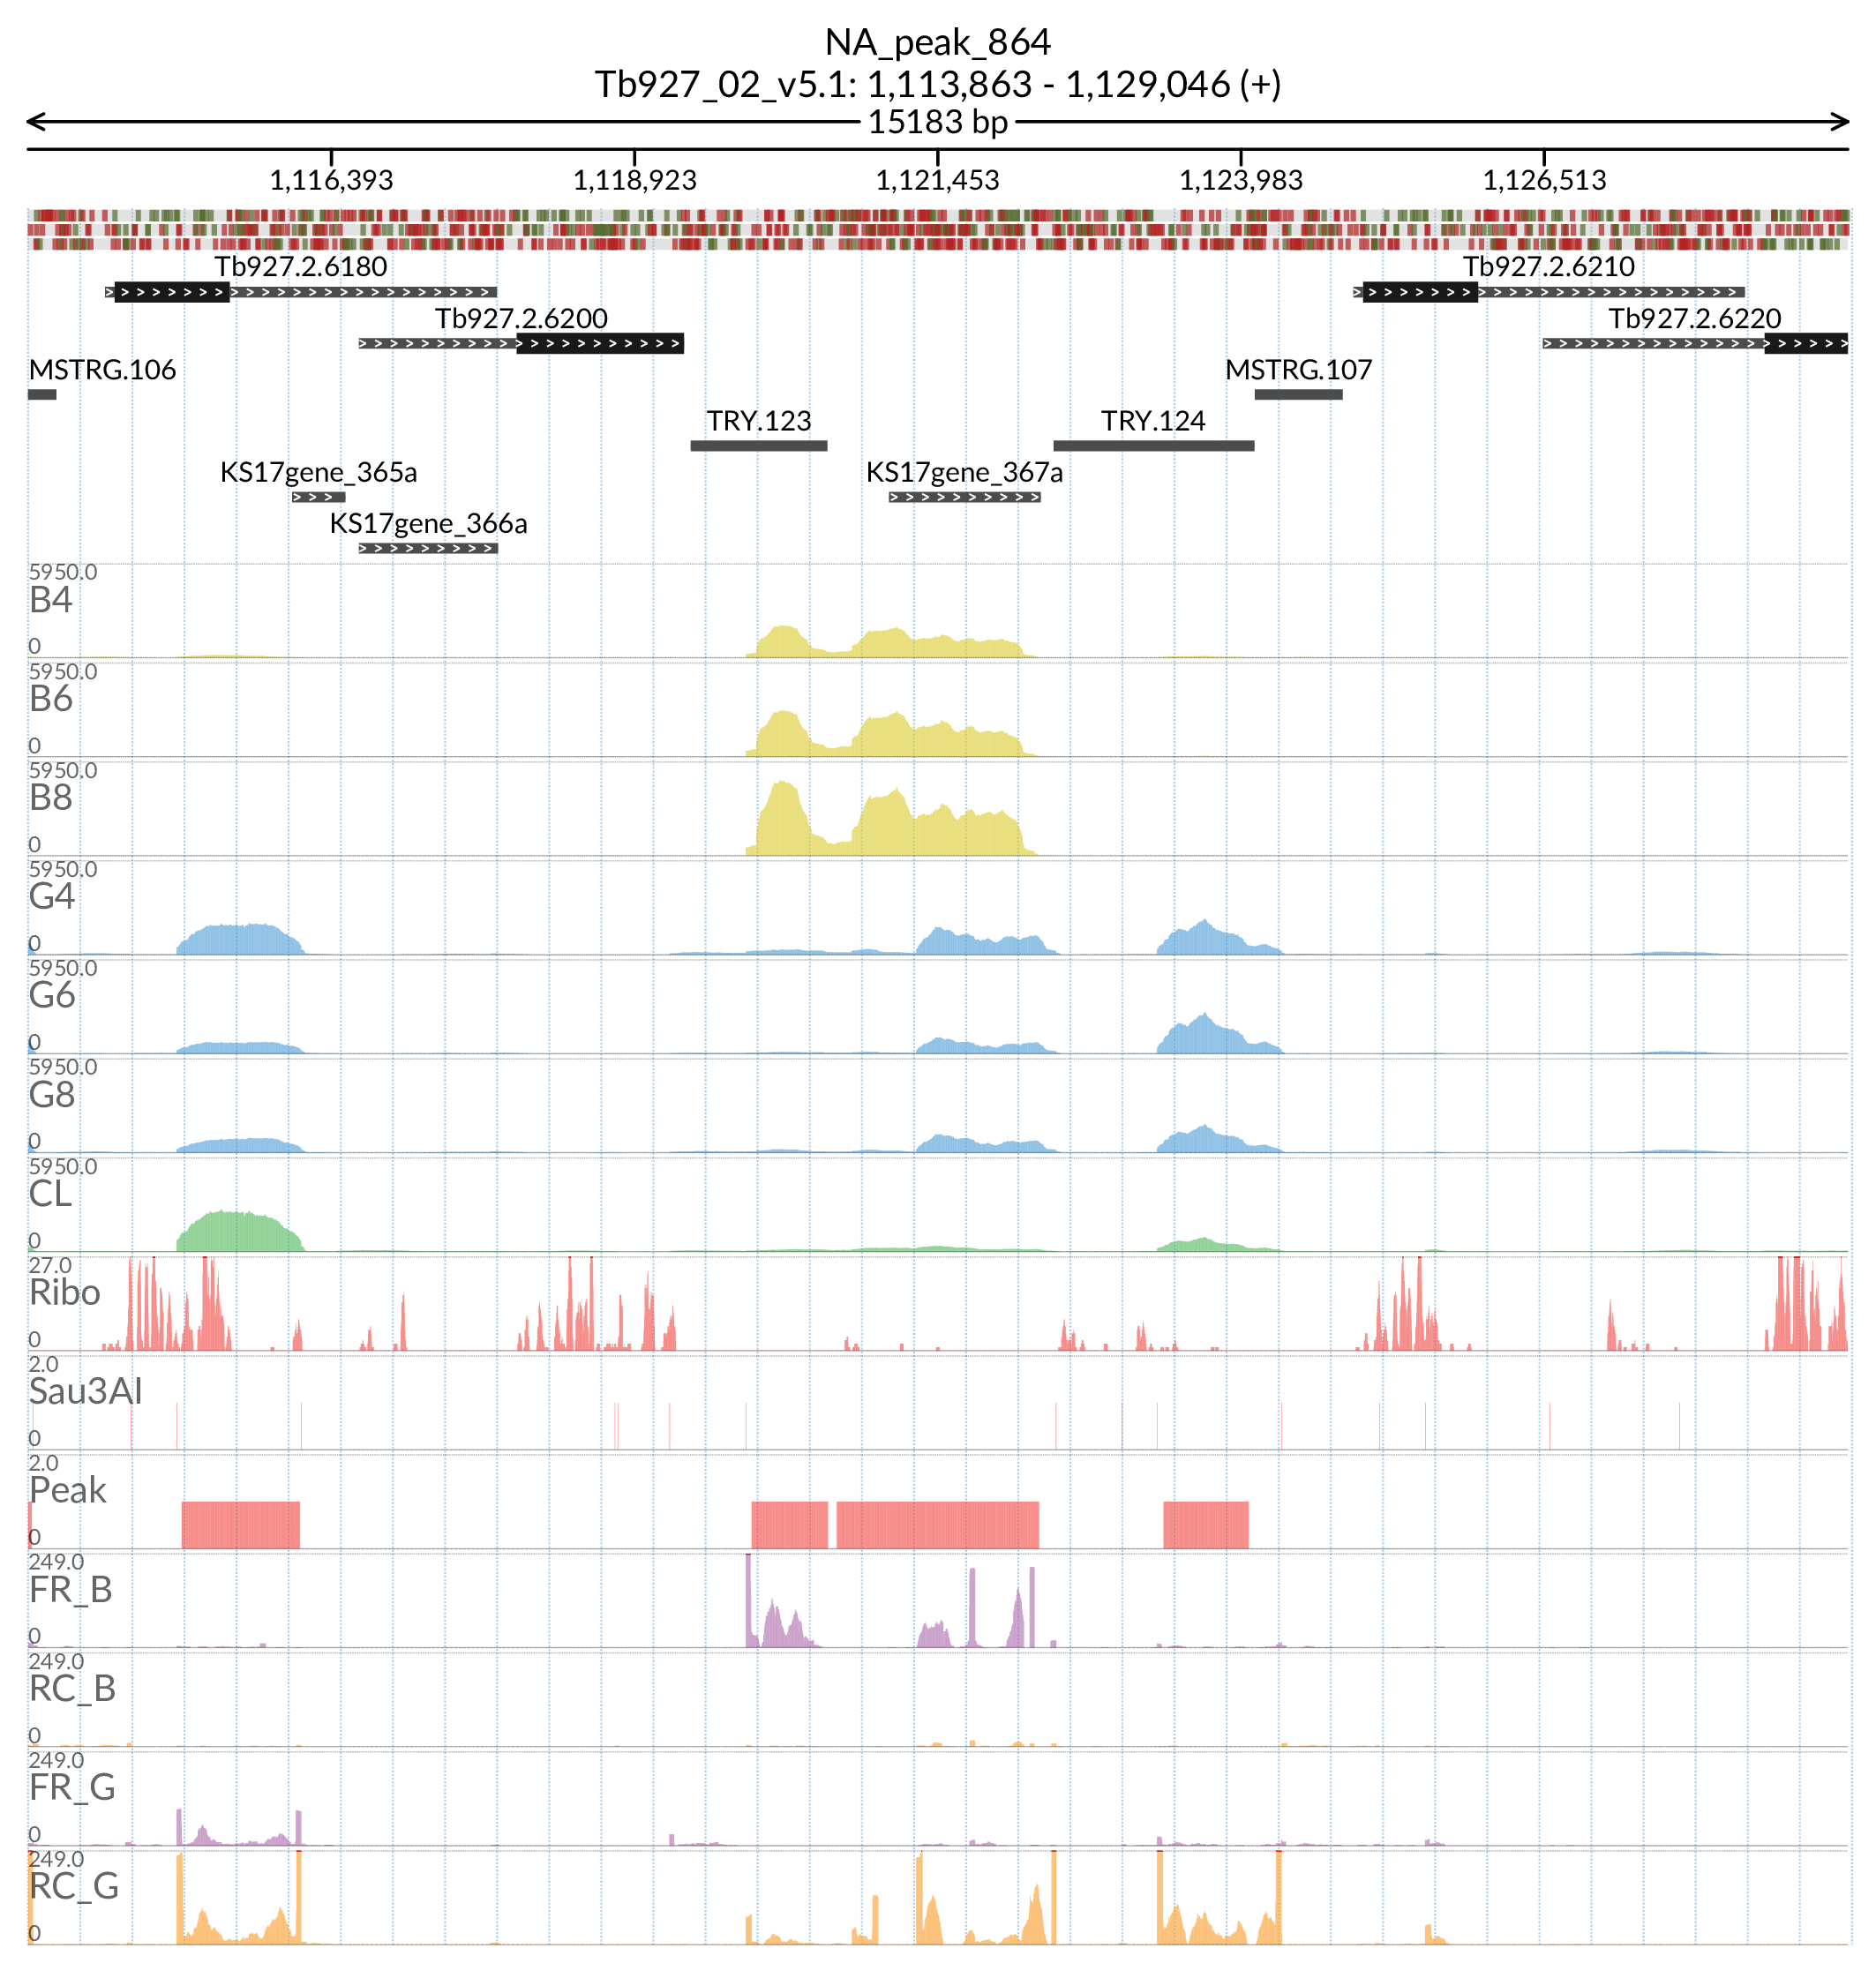 NA_peak_864
Tb927_02_v5.1: 1,113,863 - 1,129,046 (+)
15183 bp
1,116,393 1,118,923 1,121,453 1,123,983 1,126,513
Tb927.2.6180 Tb927.2.6210
Tb927.2.6200 Tb927.2.6220
MSTRG.106 MSTRG.107
TRY.123 TRY.124
KS17gene_365a KS17gene_367a
KS17gene_366a
5950.0
B4
0
5950.0
B6
0
5950.0
B8
0
5950.0
G4
0
5950.0
G6
0
5950.0
G8
0
5950.0
CL
0
27.0
Ribo
0
2.0
Sau3AI
0
2.0
Peak
0
249.0
FR_B
0
249.0
RC_B
0
249.0
FR_G
0
249.0
RC_G
0